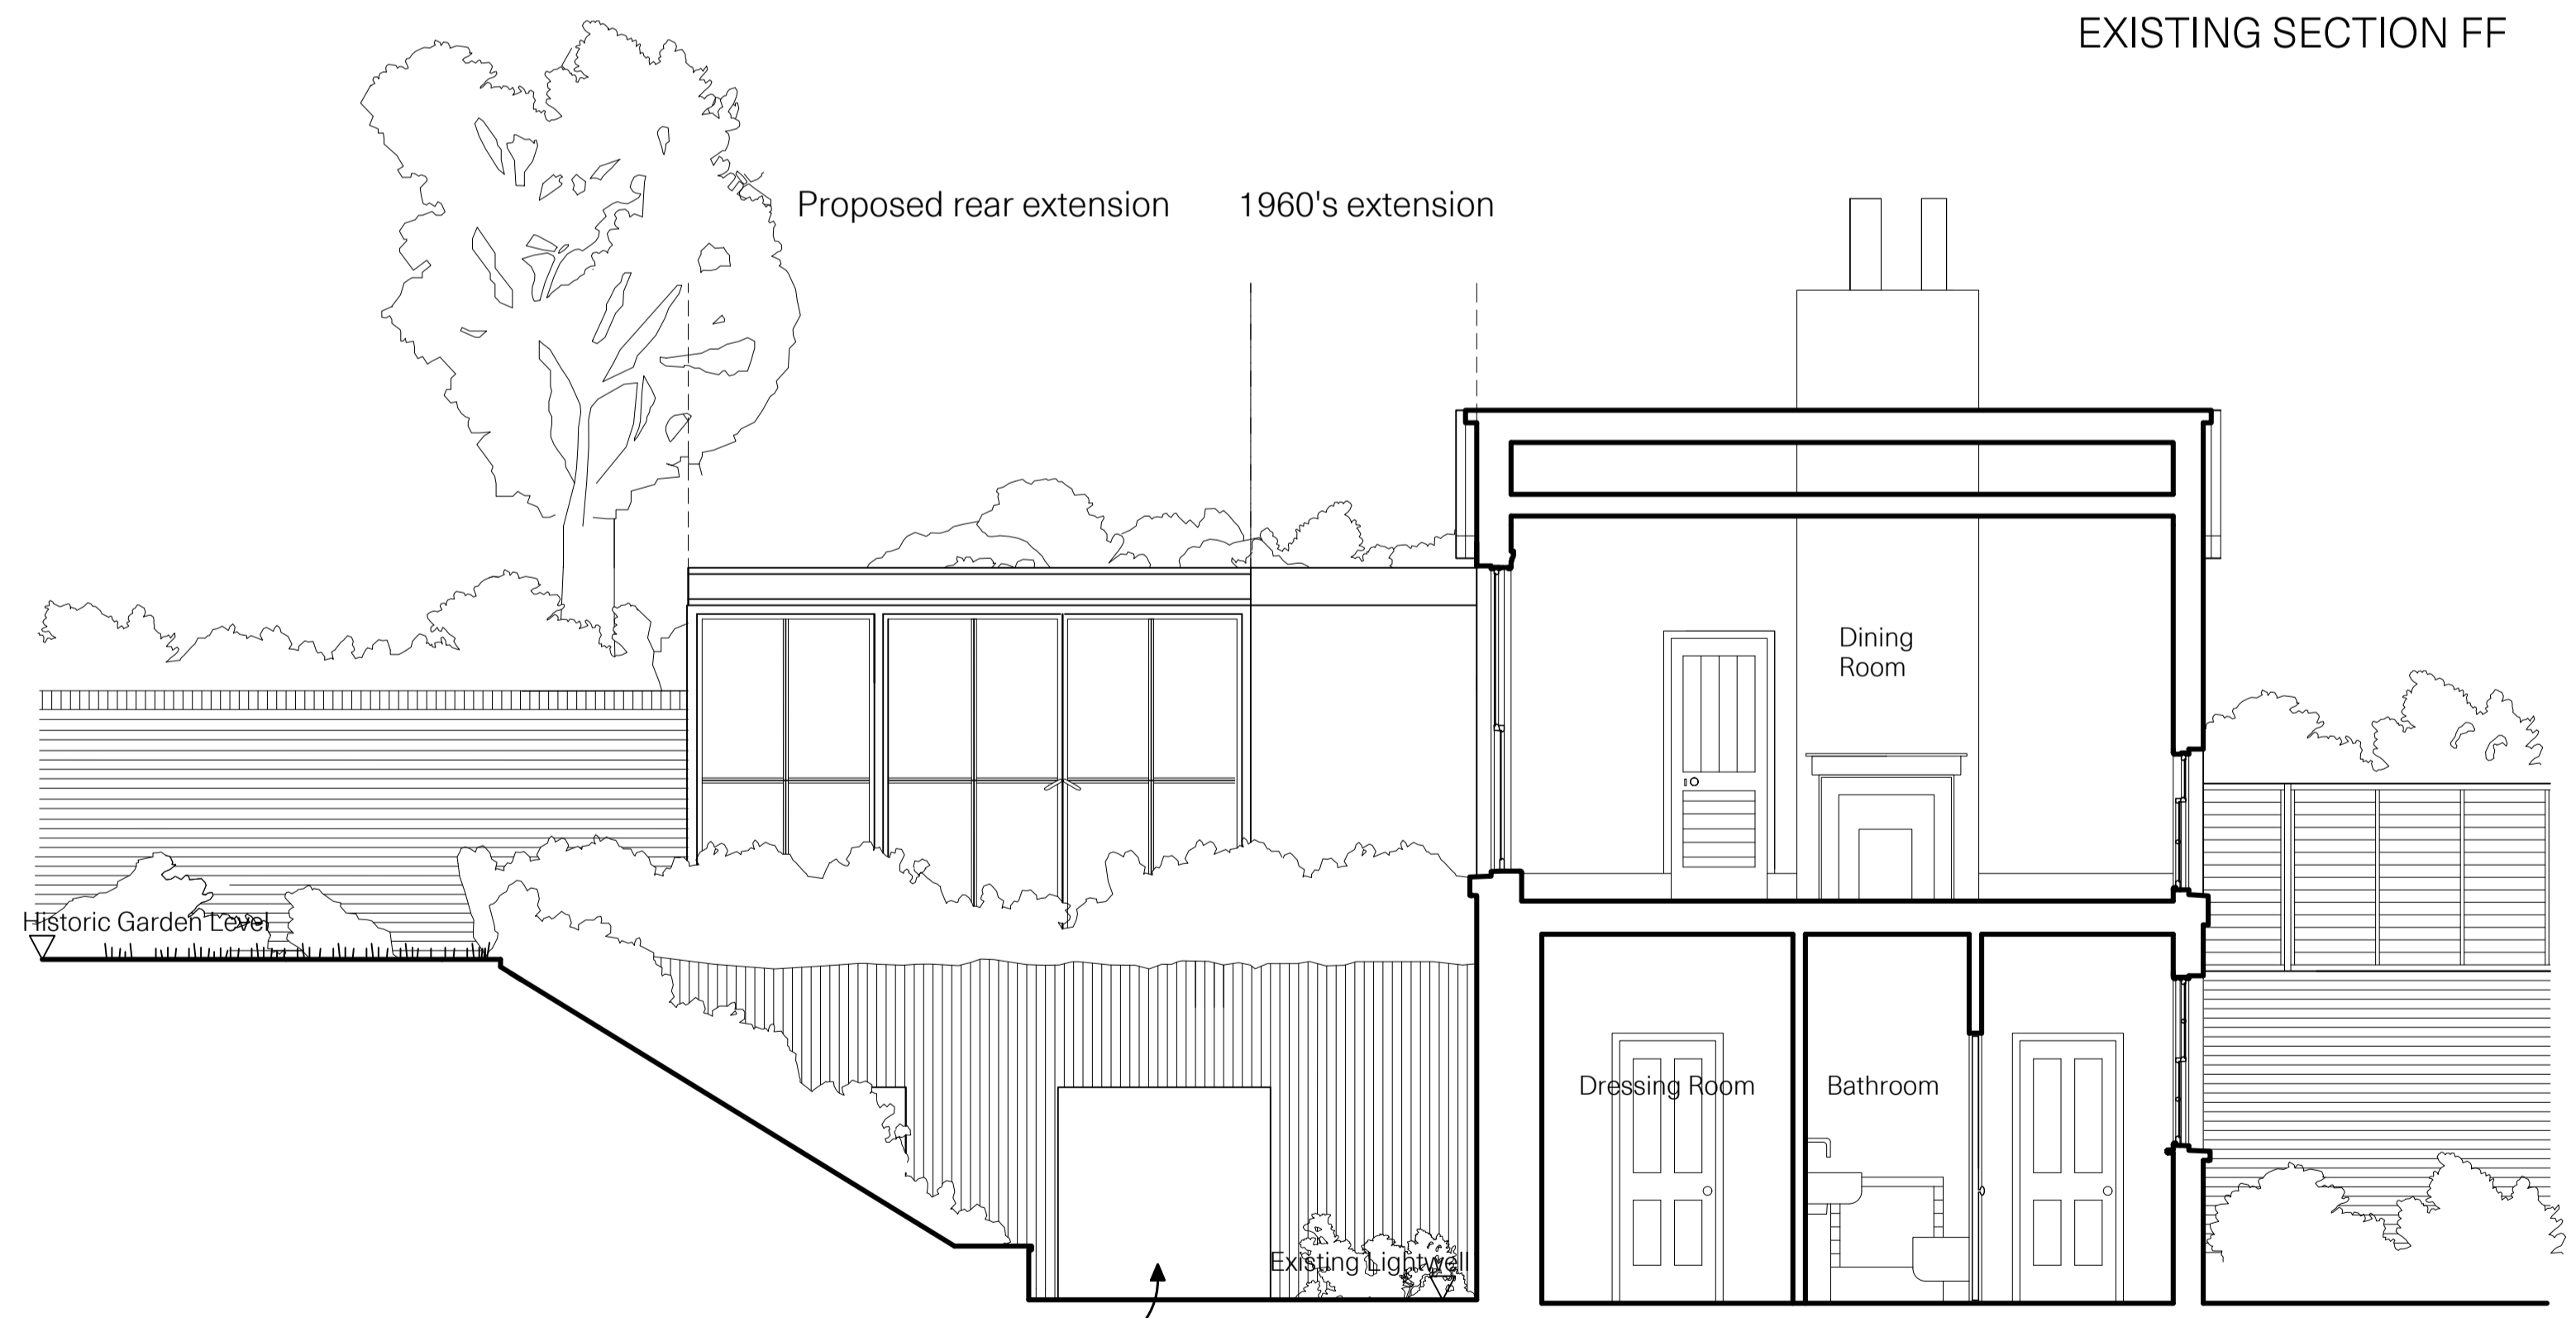 EXISTING SECTION FF
Proposed rear extension
1960's extension
Dining
Room
Historic Garden Level
Dressing Room
Bathroom
Existing Lightwell